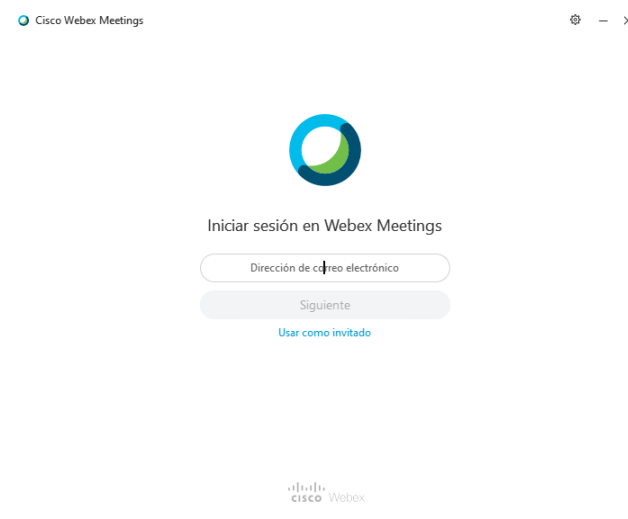 Cisco Webex Meetings
Iniciar sesión en Webex Meetings
Dirección de correo electrónico
Siguiente
Usar como invitado
cisco Webex